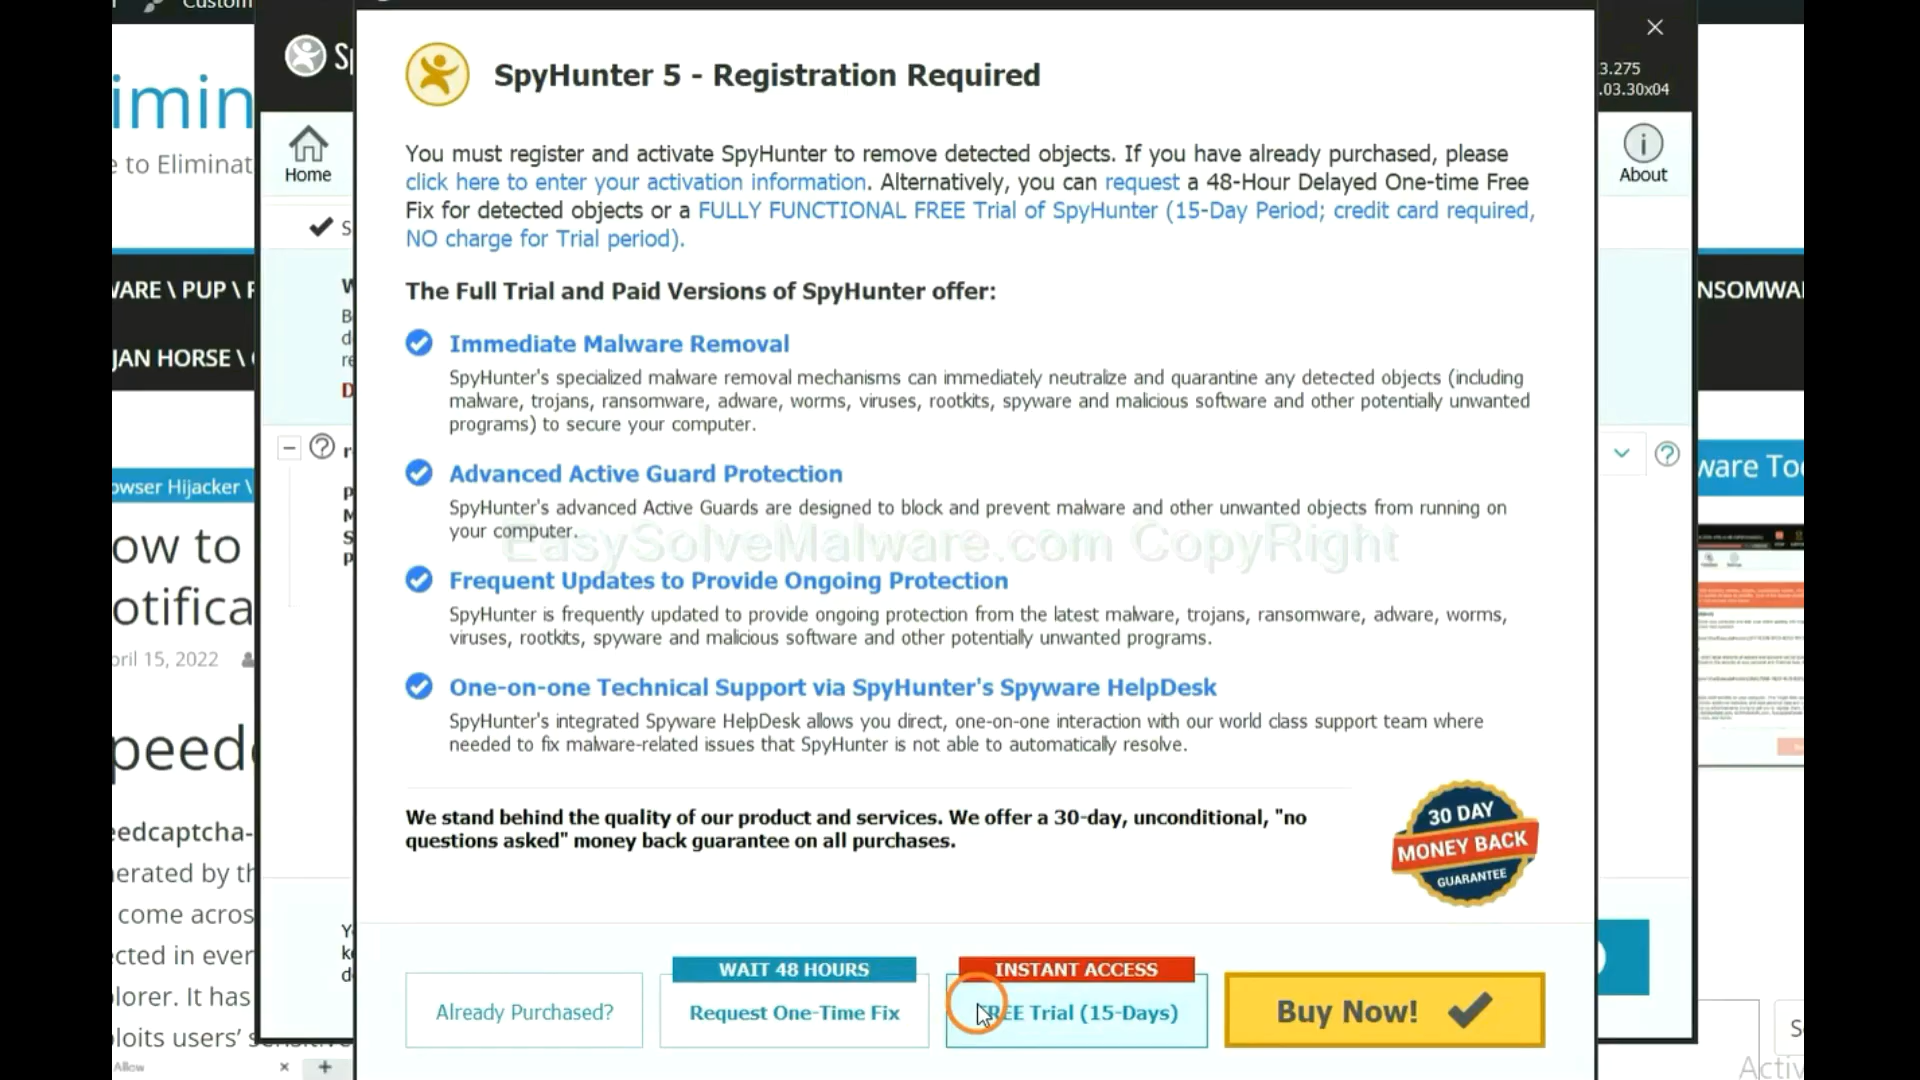 Custom
Sp
SpyHunter 5 - Registration Required
3.275
.03.30x04
imin
e to Eliminat
Home
About
You must register and activate SpyHunter to remove detected objects. If you have already purchased, please
click here to enter your activation information. Alternatively, you can request a 48-Hour Delayed One-time Free
Fix for detected objects or a FULLY FUNCTIONAL FREE Trial of SpyHunter (15-Day Period; credit card required,
NO charge for Trial period).
The Full Trial and Paid Versions of SpyHunter offer:
WARE \ PUP \
NSOMWA
JAN HORSE \
Immediate Malware Removal
SpyHunter's specialized malware removal mechanisms can immediately neutralize and quarantine any detected objects (including
malware, trojans, ransomware, adware, worms, viruses, rootkits, spyware and malicious software and other potentially unwanted
programs) to secure your computer.
Advanced Active Guard Protection
SpyHunter's advanced Active Guards are designed to block and prevent malware and other unwanted objects from running on
your computer.
EasySolveMalware.com CopyRight
owser Hijacker \
ware Too
ow to
otifica
pril 15, 2022
Frequent Updates to Provide Ongoing Protection
SpyHunter is frequently updated to provide ongoing protection from the latest malware, trojans, ransomware, adware, worms,
viruses, rootkits, spyware and malicious software and other potentially unwanted programs.
One-on-one Technical Support via SpyHunter's Spyware HelpDesk
SpyHunter's integrated Spyware HelpDesk allows you direct, one-on-one interaction with our world class support team where
needed to fix malware-related issues that SpyHunter is not able to automatically resolve.
peed
We stand behind the quality of our product and services. We offer a 30-day, unconditional, "no
questions asked" money back guarantee on all purchases.
30 DAY
MONEY BACK
GUARANTEE
eedcaptcha-
nerated by th
come acros
cted in ever
lorer. It has
ploits users' sensitive
WAIT 48 HOURS
INSTANT ACCESS
Already Purchased?
Request One-Time Fix
FREE Trial (15-Days)
Buy Now!
Allow
Activ